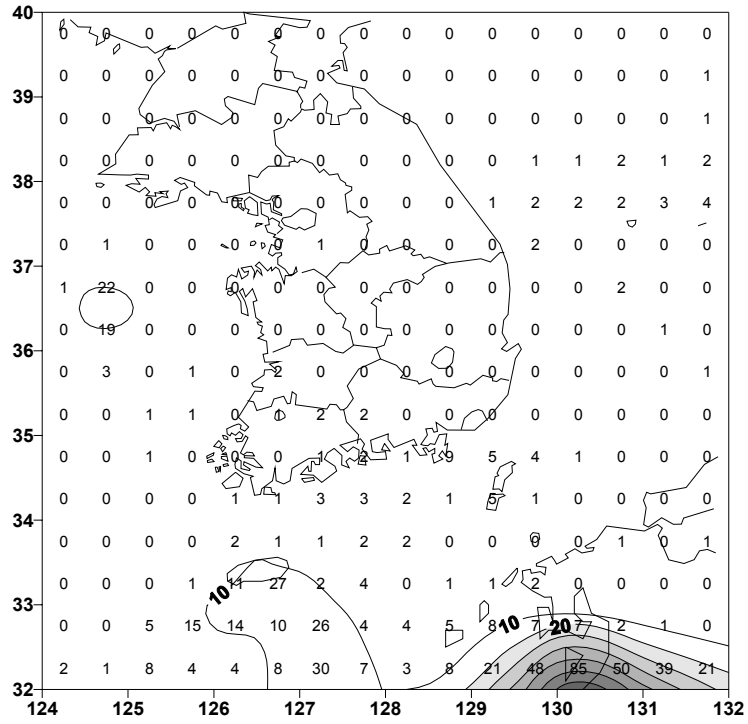 40
0 0 0 0 0 0 0 0 0 0 0 0 0 0 0 0
0 0 0 0 0 0 0 0 0 0 0 0 0 0 0 1
39
0 0 0 0 0 0 0 0 0 0 0 0 0 0 0 1
0 0 0 0 0 0 0 0 0 0 0 1 1 2 1 2
38
0 0 0 0 0 0 0 0 0 0 1 2 2 2 3 4
0 1 0 0 0 0 1 0 0 0 0 2 0 0 0 0
37
1 22 0 0 0 0 0 0 0 0 0 0 0 2 0 0
0 19 0 0 0 0 0 0 0 0 0 0 0 0 1 0
36
0 3 0 1 0 2 0 0 0 0 0 0 0 0 0 1
0 0 1 1 0 1 2 2 0 0 0 0 0 0 0 0
35
0 0 1 0 0 0 1 2 1 9 5 4 1 0 0 0
0 0 0 0 1 1 3 3 2 1 5 1 0 0 0 0
34
0 0 0 0 2 1 1 2 2 0 0 0 0 1 0 1
0 0 0 1 11 27 2 4 0 1 1 2 0 0 0 0
10
33
0 0 5 15 14 10 26 4 4 5 8 10 7 20 7 2 1 0
2 1 8 4 4 8 30 7 3 8 21 48 85 50 39 21
32
124 125 126 127 128 129 130 131 132